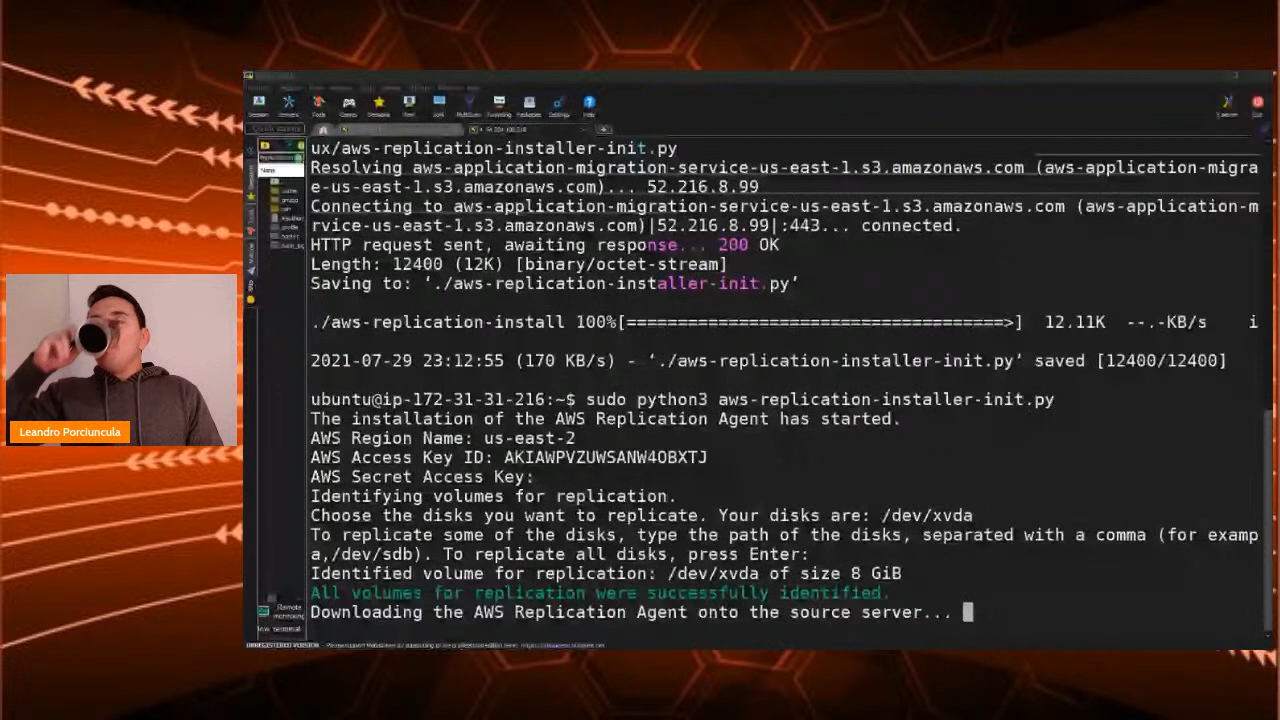 ux/aws-replication-installer-init.py
Resolving aws-application-migration-service-us-east-1.s3.amazonaws.com (aws-application-migra
e-us-east-1.s3.amazonaws.com)... 52.216.8.99
Connecting to aws-application-migration-service-us-east-1.s3.amazonaws.com (aws-application-m
rvice-us-east-1.s3.amazonaws.com)|52.216.8.99|:443... connected.
HTTP request sent, awaiting response... 200 OK
Length: 12400 (12K) [binary/octet-stream]
Saving to: ‘./aws-replication-installer-init.py’
./aws-replication-install 100%[=====================================>] 12.11K --.-KB/s i
2021-07-29 23:12:55 (170 KB/s) - ‘./aws-replication-installer-init.py’ saved [12400/12400]
ubuntu@ip-172-31-31-216:~$ sudo python3 aws-replication-installer-init.py
The installation of the AWS Replication Agent has started.
AWS Region Name: us-east-2
AWS Access Key ID: AKIAWPVZUWSANW4OBXTJ
AWS Secret Access Key:
Identifying volumes for replication.
Choose the disks you want to replicate. Your disks are: /dev/xvda
To replicate some of the disks, type the path of the disks, separated with a comma (for examp
a,/dev/sdb). To replicate all disks, press Enter:
Identified volume for replication: /dev/xvda of size 8 GiB
All volumes for replication were successfully identified.
Downloading the AWS Replication Agent onto the source server...
Leandro Porciuncula
Remote
monitoring